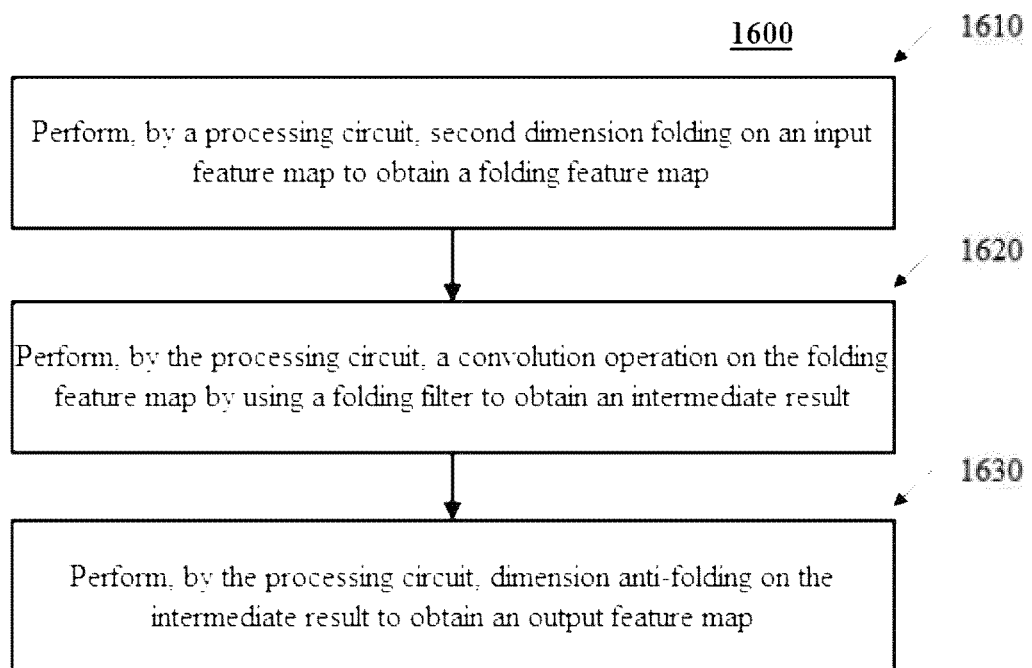 1600
1610
Perform, by a processing circuit, second dimension folding on an input
feature map to obtain a folding feature map
1620
Perform, by the processing circuit, a convolution operation on the folding
feature map by using a folding filter to obtain an intermediate result
1630
Perform, by the processing circuit, dimension anti-folding on the
intermediate result to obtain an output feature map